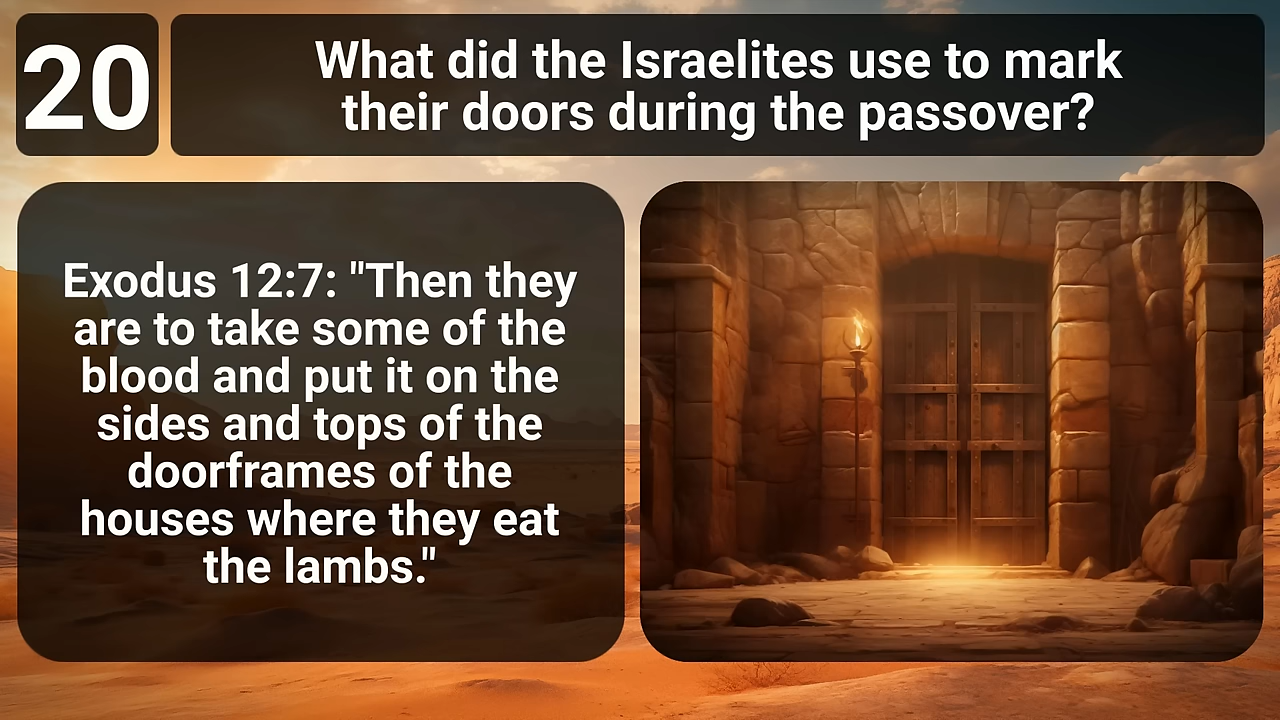 20
What did the Israelites use to mark
their doors during the passover?
Exodus 12:7: "Then they
are to take some of the
blood and put it on the
sides and tops of the
doorframes of the
houses where they eat
the lambs."